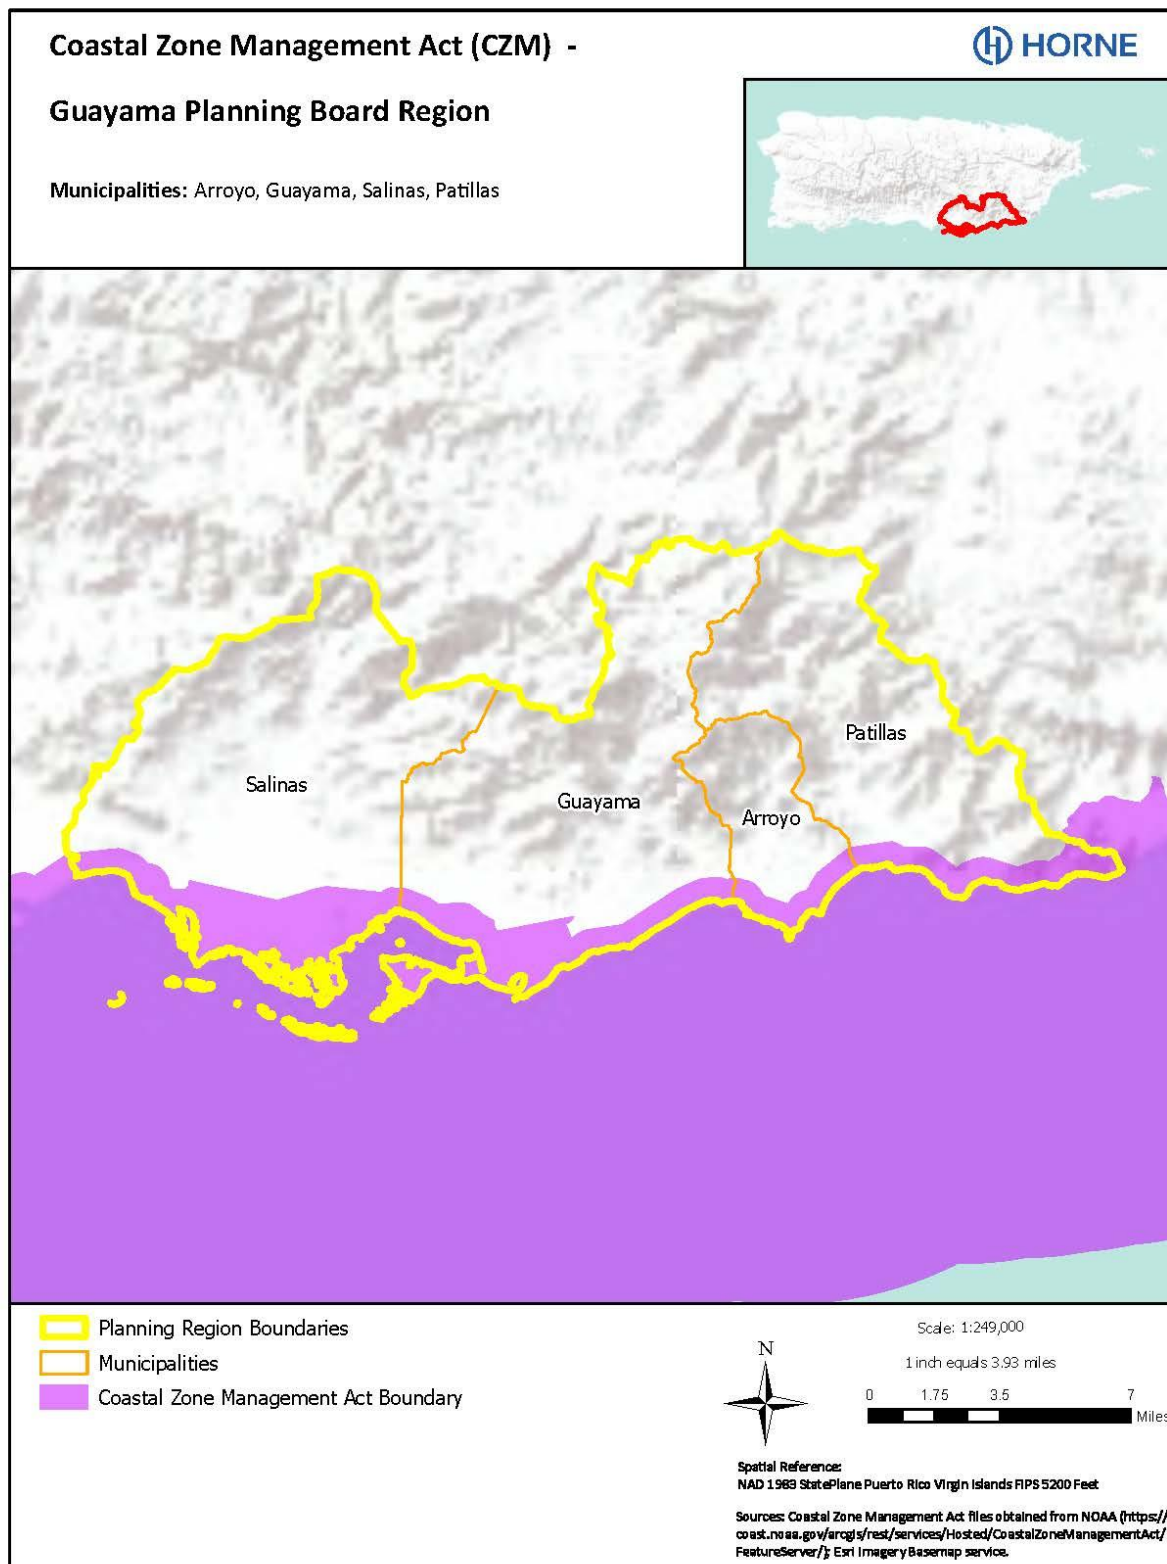 Coastal Zone Management Act (CZM) -
HORNE
Guayama Planning Board Region
Municipalities: Arroyo, Guayama, Salinas, Patillas
Patillas
Salinas
Guayama
Arroyo
Planning Region Boundaries
Municipalities
Coastal Zone Management Act Boundary
N
Scale: 1:249,000
1 inch equals 3.93 miles
0 1.75 3.5 7
Miles
Spatial Reference:
NAD 1983 StatePlane Puerto Rico Virgin Islands FIPS 5200 Feet
Sources: Coastal Zone Management Act files obtained from NOAA (https://
coast.noaa.gov/arcgis/rest/services/Hosted/CoastalZoneManagementAct/
FeatureServer/); Esri Imagery Basemap service.